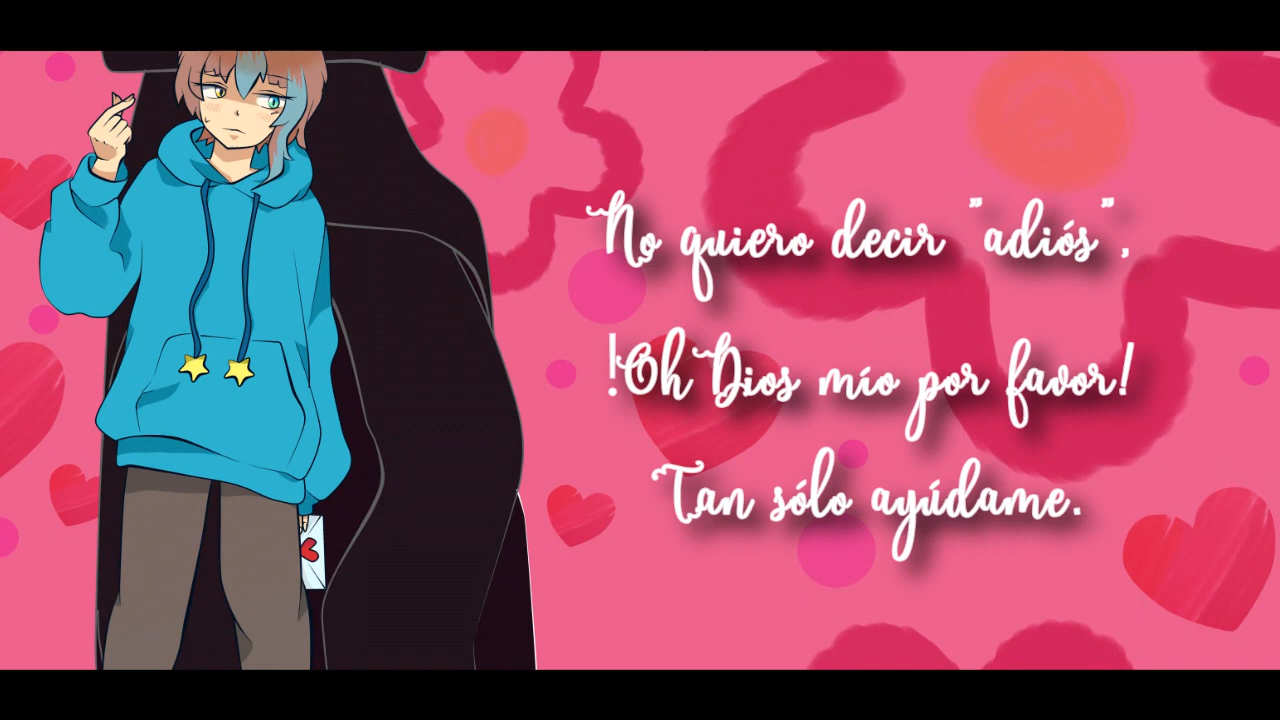 No quiero decir "adiós",
!Oh Dios mío por favor!
Tan sólo ayúdame.